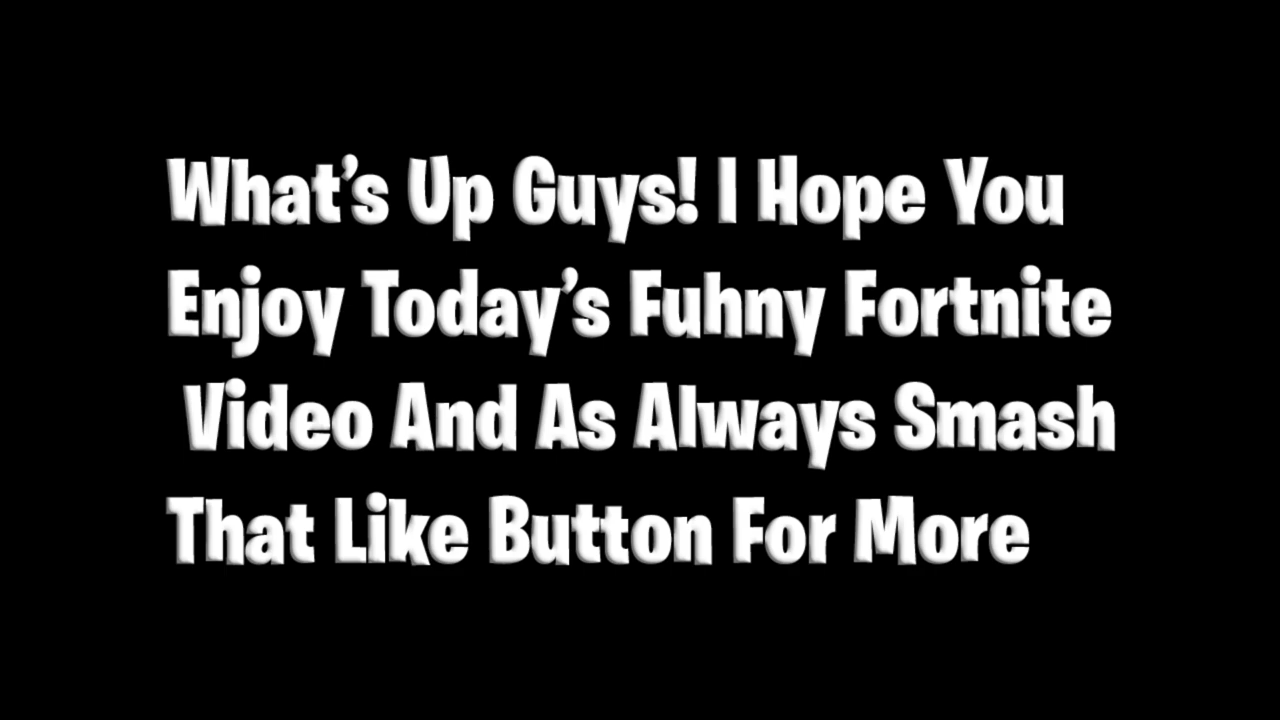 What's Up Guys! I Hope You
Enjoy Today's Fuhny Fortnite
Video And As Always Smash
That Like Button For More